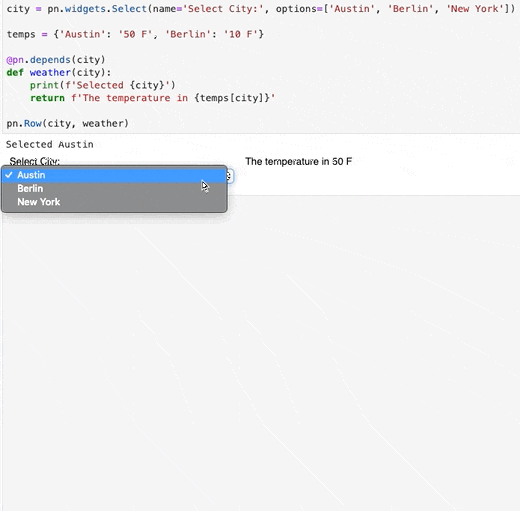 city = pn.widgets.Select(name='Select City:', options=['Austin', 'Berlin', 'New York'])
temps = {'Austin': '50 F', 'Berlin': '10 F'}
@pn.depends(city)
def weather(city):
    print(f'Selected {city}')
    return f'The temperature in {temps[city]}'
pn.Row(city, weather)
Selected Austin
Select City:
The temperature in 50 F
✓ Austin
Berlin
New York